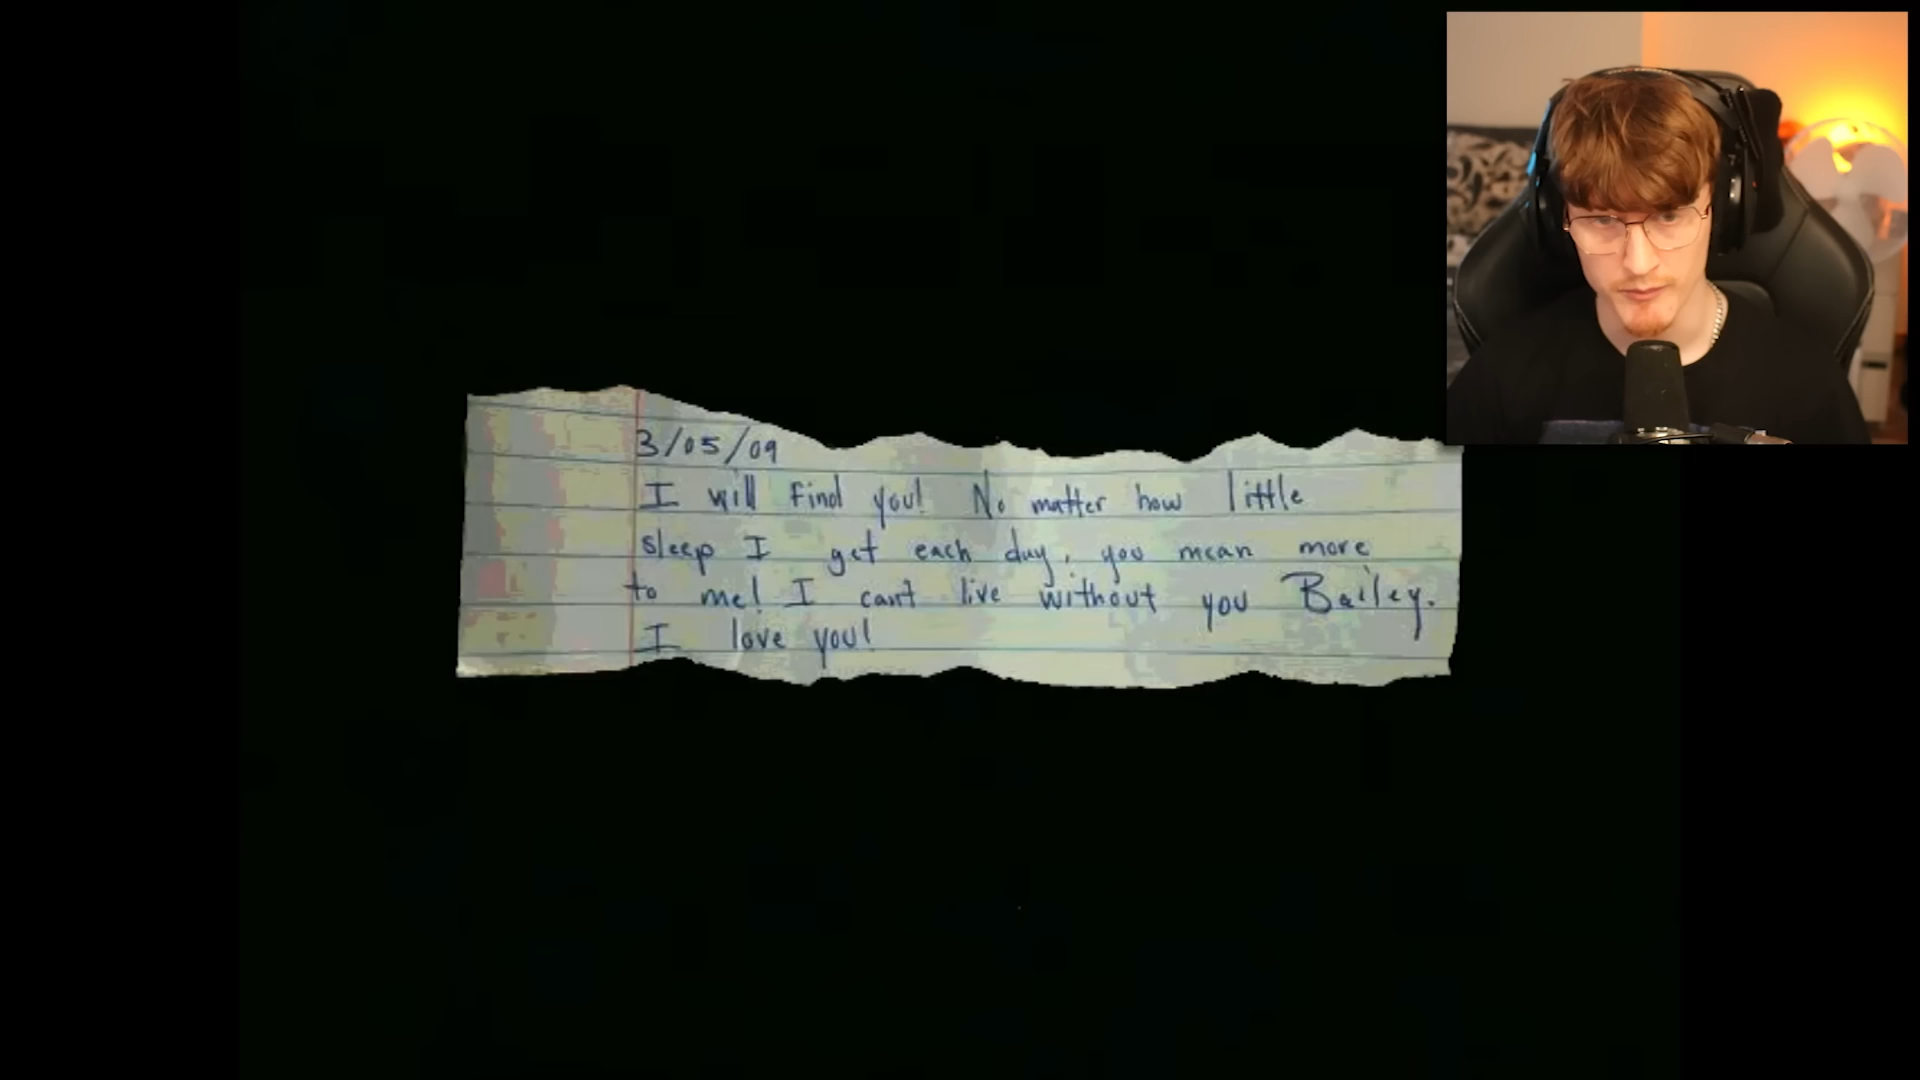 3/05/09
I will find you! No matter how little
sleep I get each day, you mean more
to me! I can't live without you Bailey.
I love you!